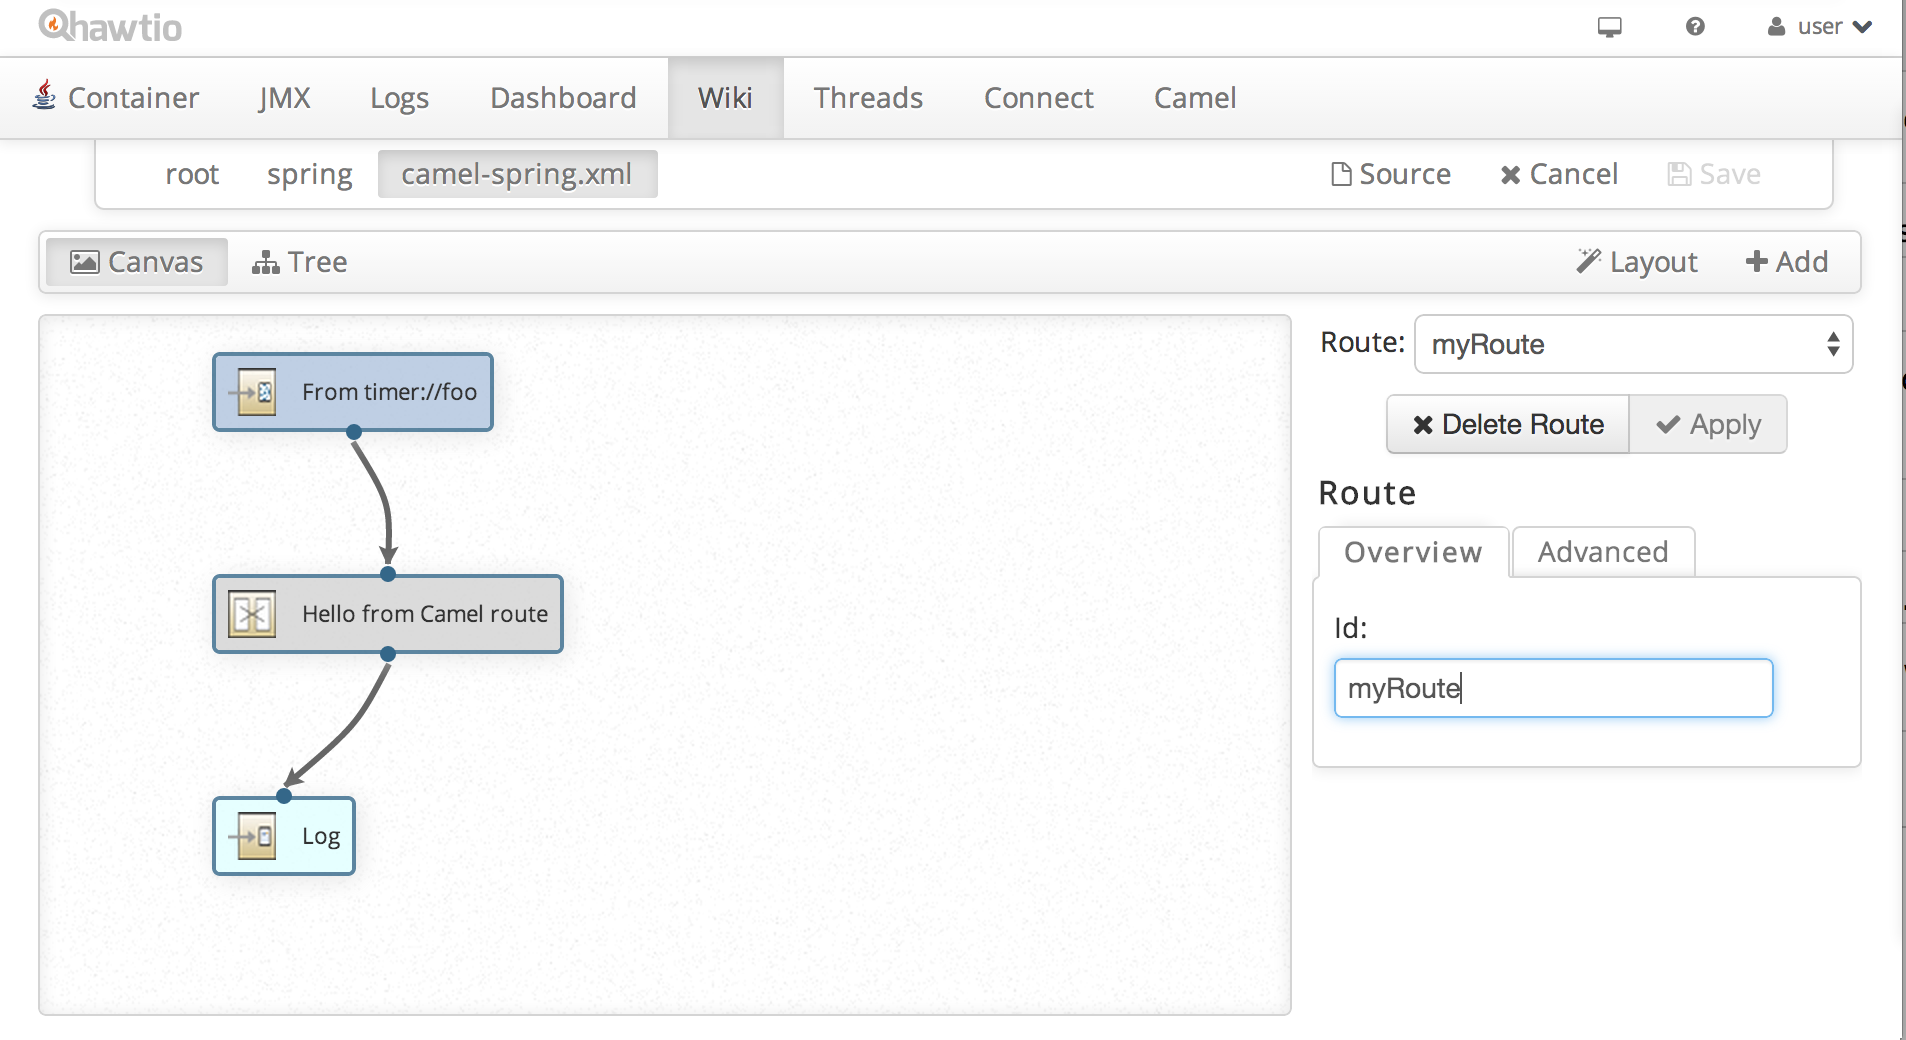 hawtio
user
Container JMX Logs Dashboard Wiki Threads Connect Camel
root spring camel-spring.xml Source Cancel Save
Canvas Tree Layout Add
Route: myRoute
Delete Route Apply
Route
Overview Advanced
Id:
myRoute
From timer://foo
Hello from Camel route
Log